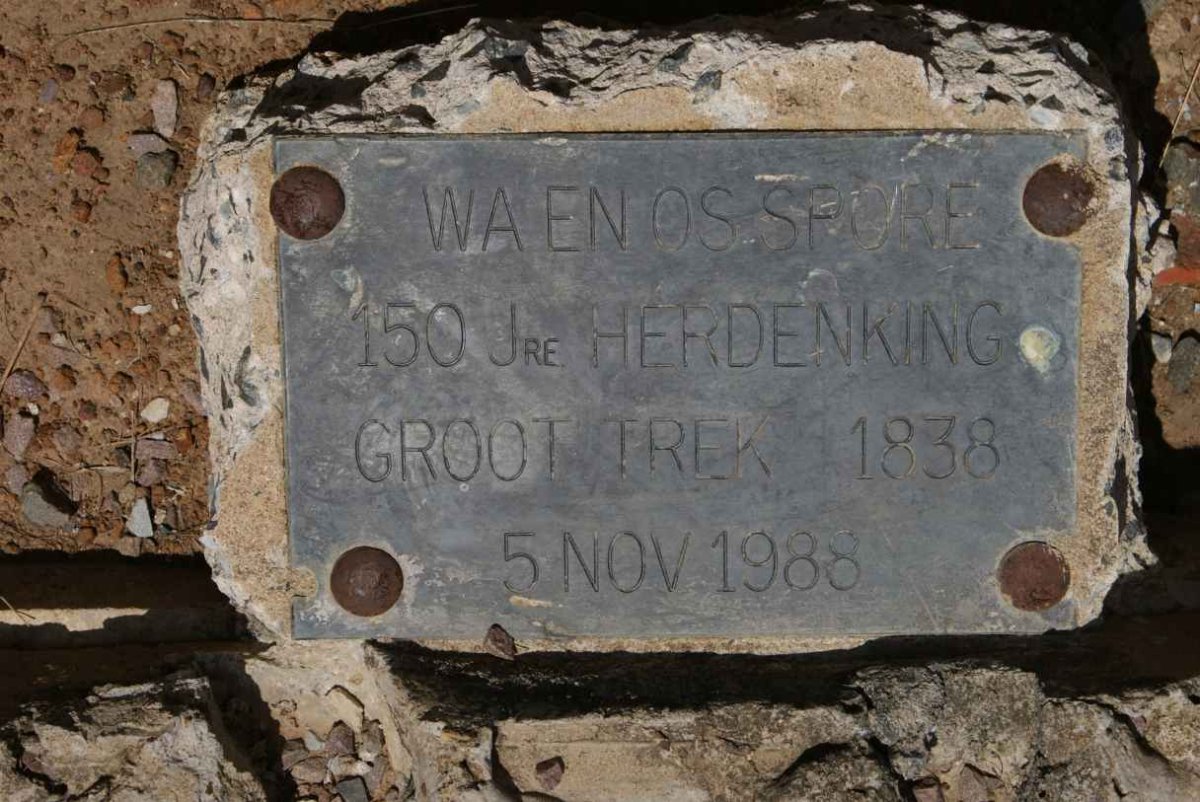 WA EN OS SPORE
150 JRE HERDENKING
GROOT TREK 1838
5 NOV 1988